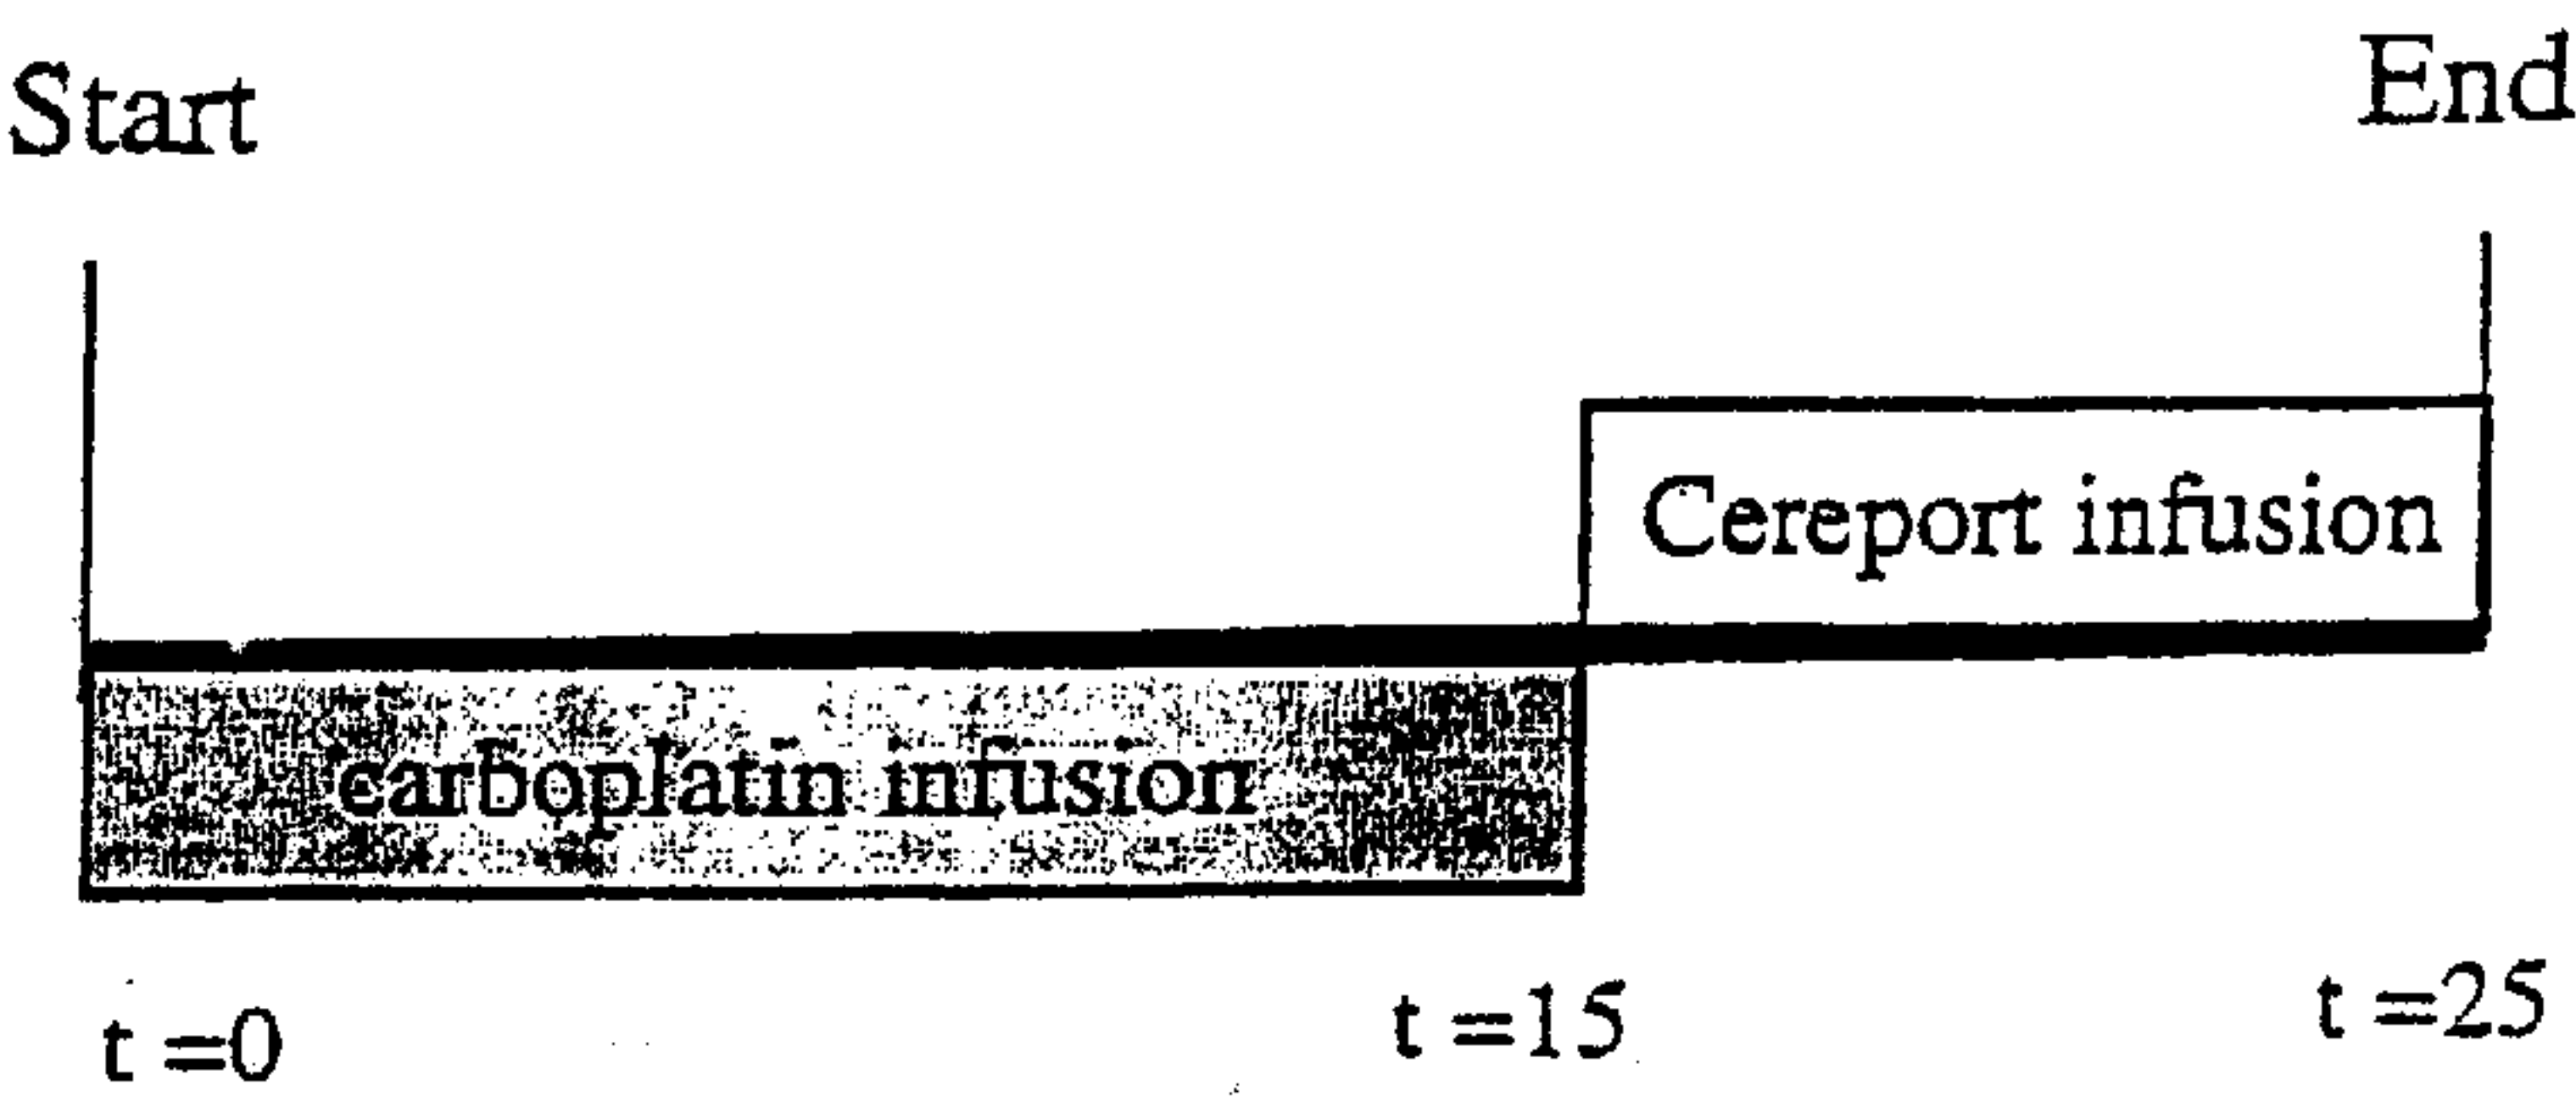 Start
End
Cereport infusion
carboplatin infusion
t =0
t =15
t =25